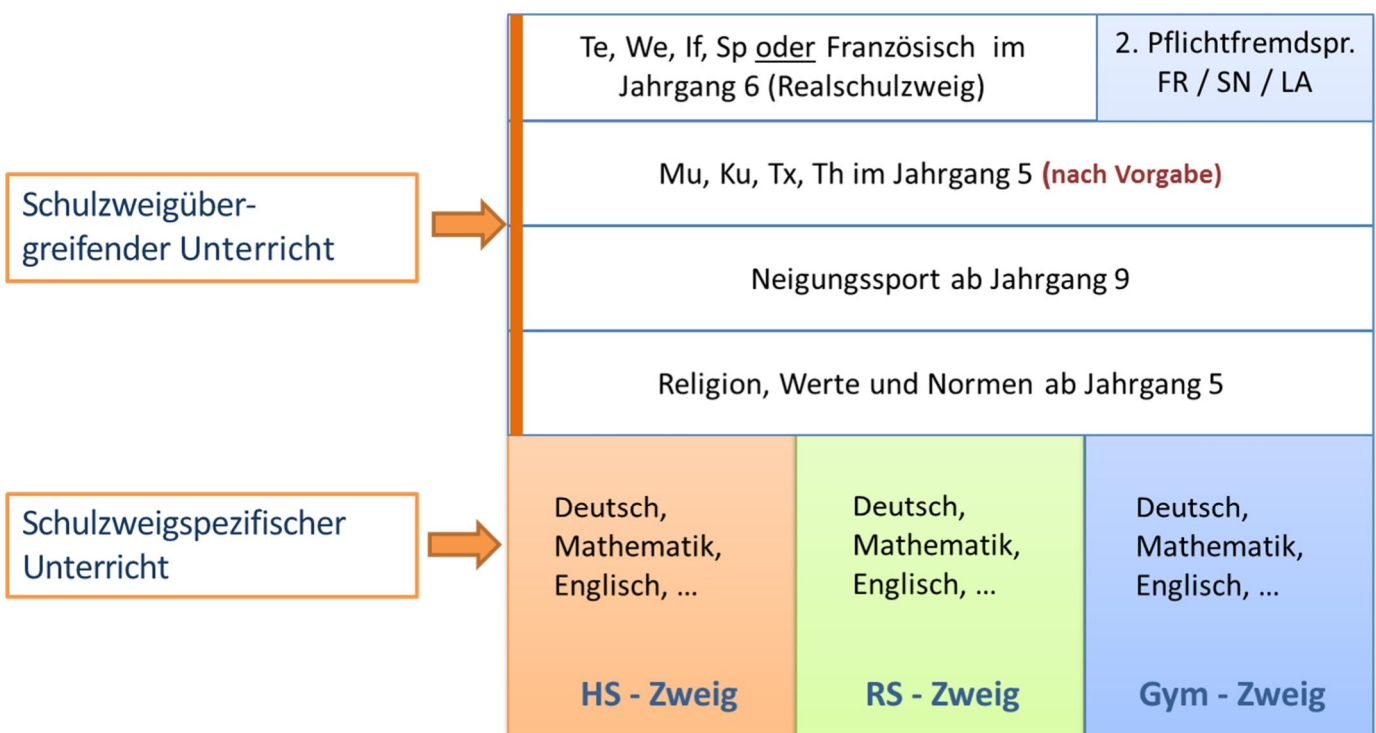 Te, We, If, Sp oder Französisch im
Jahrgang 6 (Realschulzweig)
2. Pflichtfremdspr.
FR / SN / LA
Schulzweigüber-
greifender Unterricht
Mu, Ku, Tx, Th im Jahrgang 5 (nach Vorgabe)
Neigungssport ab Jahrgang 9
Religion, Werte und Normen ab Jahrgang 5
Schulzweigspezifischer
Unterricht
Deutsch,
Mathematik,
Englisch, ...
HS - Zweig
Deutsch,
Mathematik,
Englisch, ...
RS - Zweig
Deutsch,
Mathematik,
Englisch, ...
Gym - Zweig